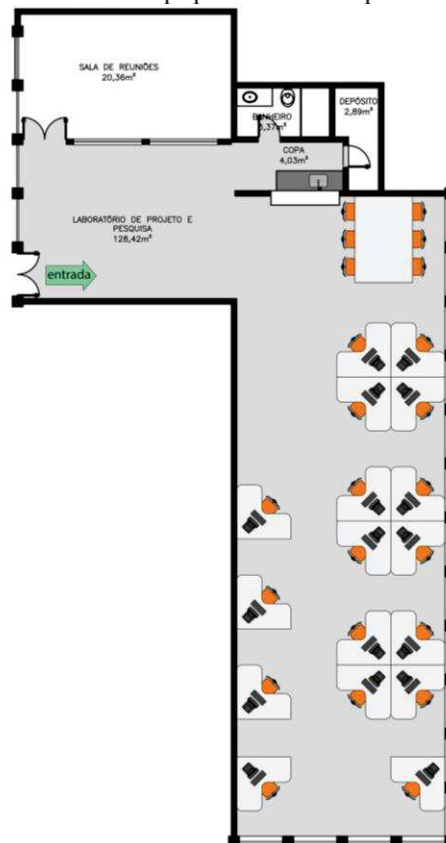 SALA DE REUNIÕES
20,36m²
BANHEIRO
3,37m²
DEPÓSITO
2,89m²
COPA
4,03m²
LABORATÓRIO DE PROJETO E
PESQUISA
128,42m²
entrada